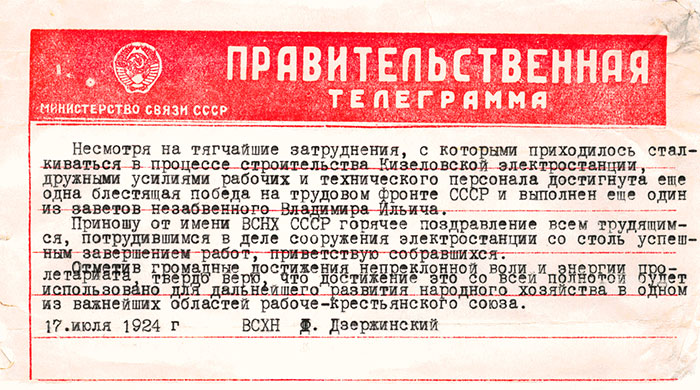 ПРАВИТЕЛЬСТВЕННАЯ
ТЕЛЕГРАММА
МИНИСТЕРСТВО СВЯЗИ СССР
Несмотря на тягчайшие затруднения, с которыми приходилось стал-
киваться в процессе строительства Кизеловской электростанции,
дружными усилиями рабочих и технического персонала достигнута еще
одна блестящая победа на трудовом фронте СССР и выполнен еще один
из заветов незабвенного Владимира Ильича.
Приношу от имени ВСНХ СССР горячее поздравление всем трудящим-
ся, потрудившимся в деле сооружения электростанции со столь успеш-
ным завершением работ, приветствую собравшихся.
Отметив громадные достижения непреклонной воли и энергии про-
летариата, твердо верю, что достижение это со всей полнотой будет
использовано для дальнейшего развития народного хозяйства в одном
из важнейших областей рабоче-крестьянского союза.
17.июля 1924 г ВСХН Ф. Дзержинский